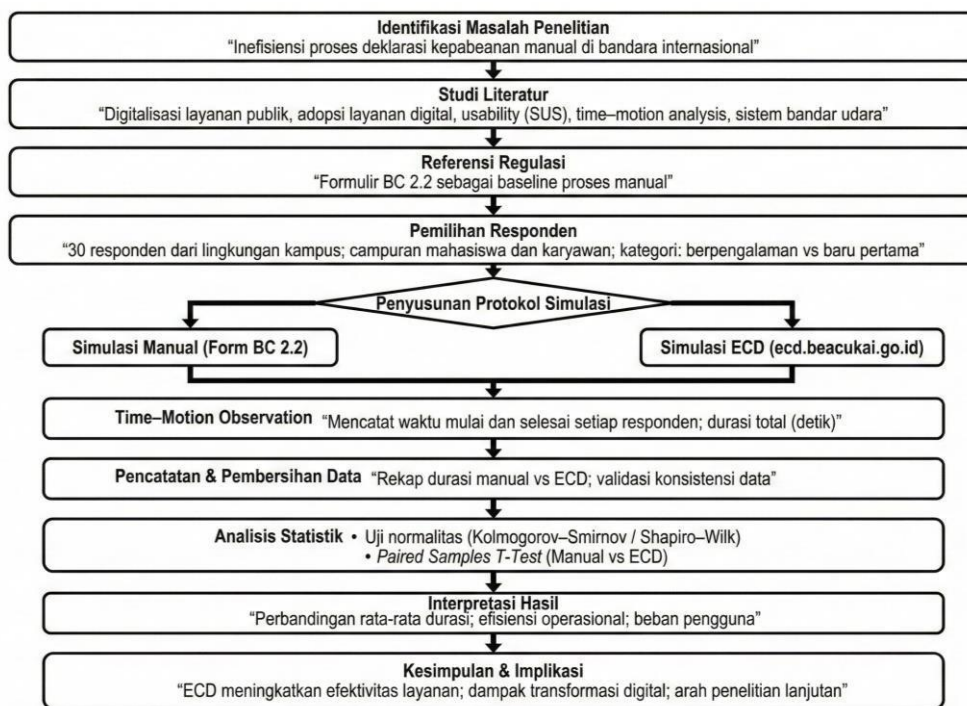 Identifikasi Masalah Penelitian
“Inefisiensi proses deklarasi kepabeanan manual di bandara internasional”
Studi Literatur
“Digitalisasi layanan publik, adopsi layanan digital, usability (SUS), time–motion analysis, sistem bandar udara”
Referensi Regulasi
“Formulir BC 2.2 sebagai baseline proses manual”
Pemilihan Responden
“30 responden dari lingkungan kampus; campuran mahasiswa dan karyawan; kategori: berpengalaman vs baru pertama”
Penyusunan Protokol Simulasi
Simulasi Manual (Form BC 2.2)
Simulasi ECD (ecd.beacukai.go.id)
Time–Motion Observation “Mencatat waktu mulai dan selesai setiap responden; durasi total (detik)”
Pencatatan & Pembersihan Data “Rekap durasi manual vs ECD; validasi konsistensi data”
Analisis Statistik • Uji normalitas (Kolmogorov–Smirnov / Shapiro–Wilk)
• Paired Samples T-Test (Manual vs ECD)
Interpretasi Hasil
“Perbandingan rata-rata durasi; efisiensi operasional; beban pengguna”
Kesimpulan & Implikasi
“ECD meningkatkan efektivitas layanan; dampak transformasi digital; arah penelitian lanjutan”